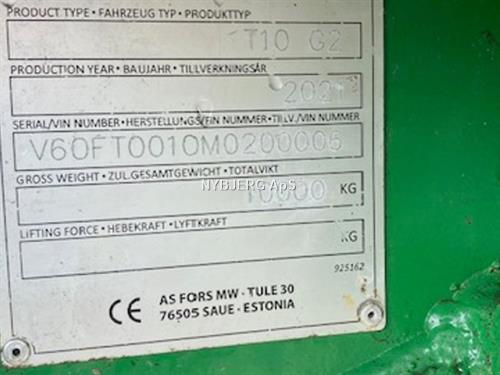 PRODUCT TYPE • FAHRZEUG TYP • PRODUKTTYP
T10 G2
PRODUCTION YEAR • BAUJAHR • TILLVERKNINGSÅR
2021
SERIAL/VIN NUMBER • HERSTELLUNGS/FIN NUMMER • TILLV./VIN NUMMER
V60FT0010M0200006
GROSS WEIGHT • ZUL.GESAMTGEWICHT • TOTALVIKT
10000 KG
NYBJERG ApS
LIFTING FORCE • HEBEKRAFT • LYFTKRAFT
KG
925162
CE AS FORS MW - TULE 30
76505 SAUE - ESTONIA